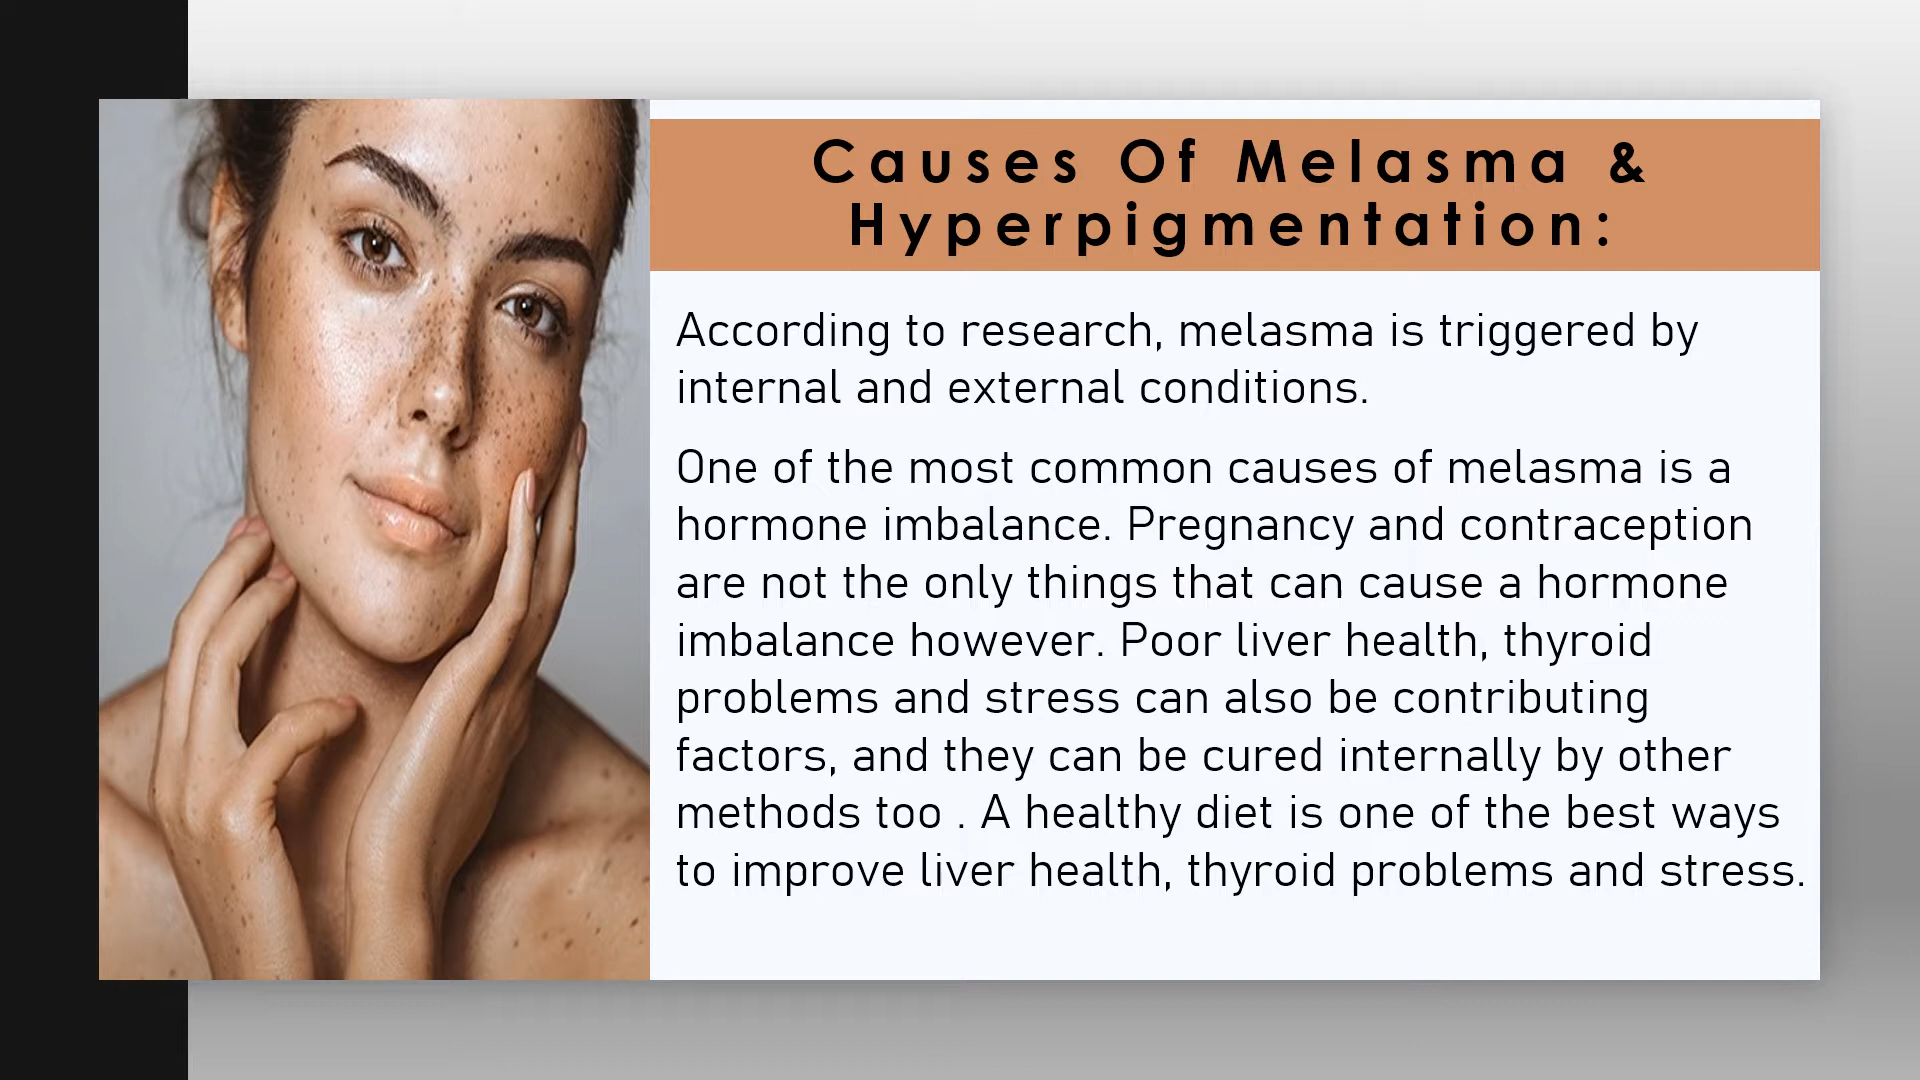 Causes Of Melasma &
Hyperpigmentation:
According to research, melasma is triggered by
internal and external conditions.
One of the most common causes of melasma is a
hormone imbalance. Pregnancy and contraception
are not the only things that can cause a hormone
imbalance however. Poor liver health, thyroid
problems and stress can also be contributing
factors, and they can be cured internally by other
methods too . A healthy diet is one of the best ways
to improve liver health, thyroid problems and stress.